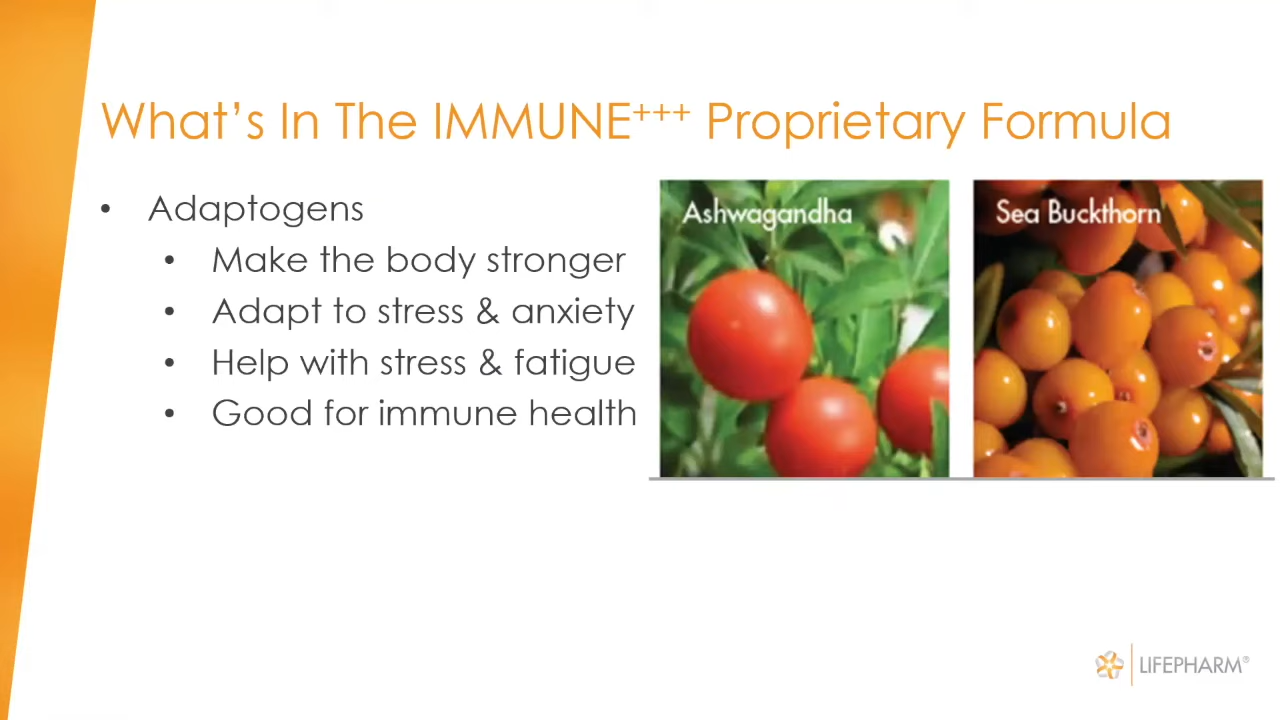 What's In The IMMUNE+++ Proprietary Formula
• Adaptogens
• Make the body stronger
• Adapt to stress & anxiety
• Help with stress & fatigue
• Good for immune health
Ashwagandha
Sea Buckthorn
LIFEPHARM®